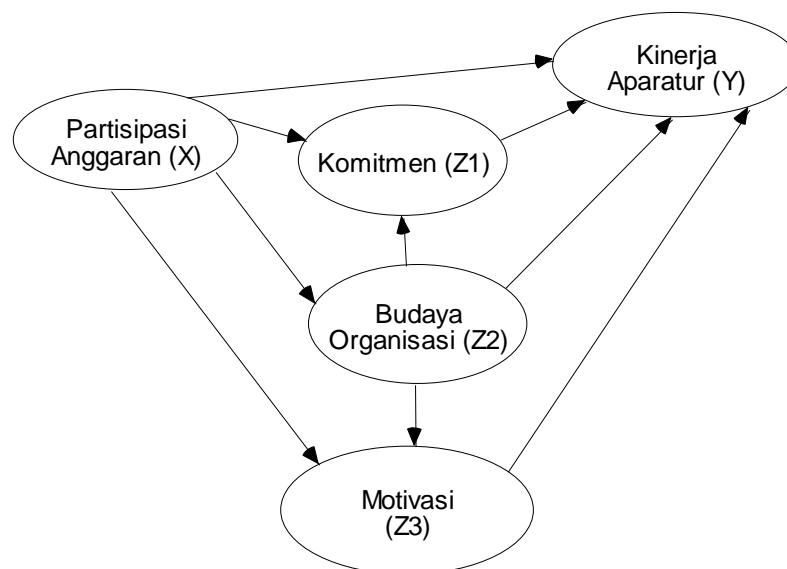 Kinerja
Aparatur (Y)
Partisipasi
Anggaran (X)
Komitmen (Z1)
Budaya
Organisasi (Z2)
Motivasi
(Z3)